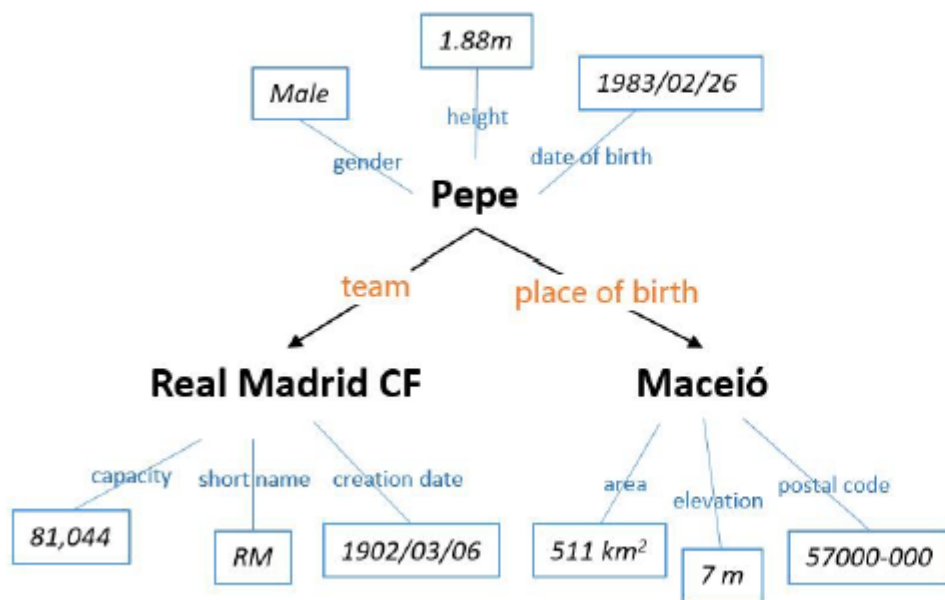 1.88m
Male
1983/02/26
height
gender
date of birth
Pepe
team
place of birth
Real Madrid CF
Maceió
capacity
short name
creation date
area
elevation
postal code
81,044
RM
1902/03/06
511 km²
7 m
57000-000